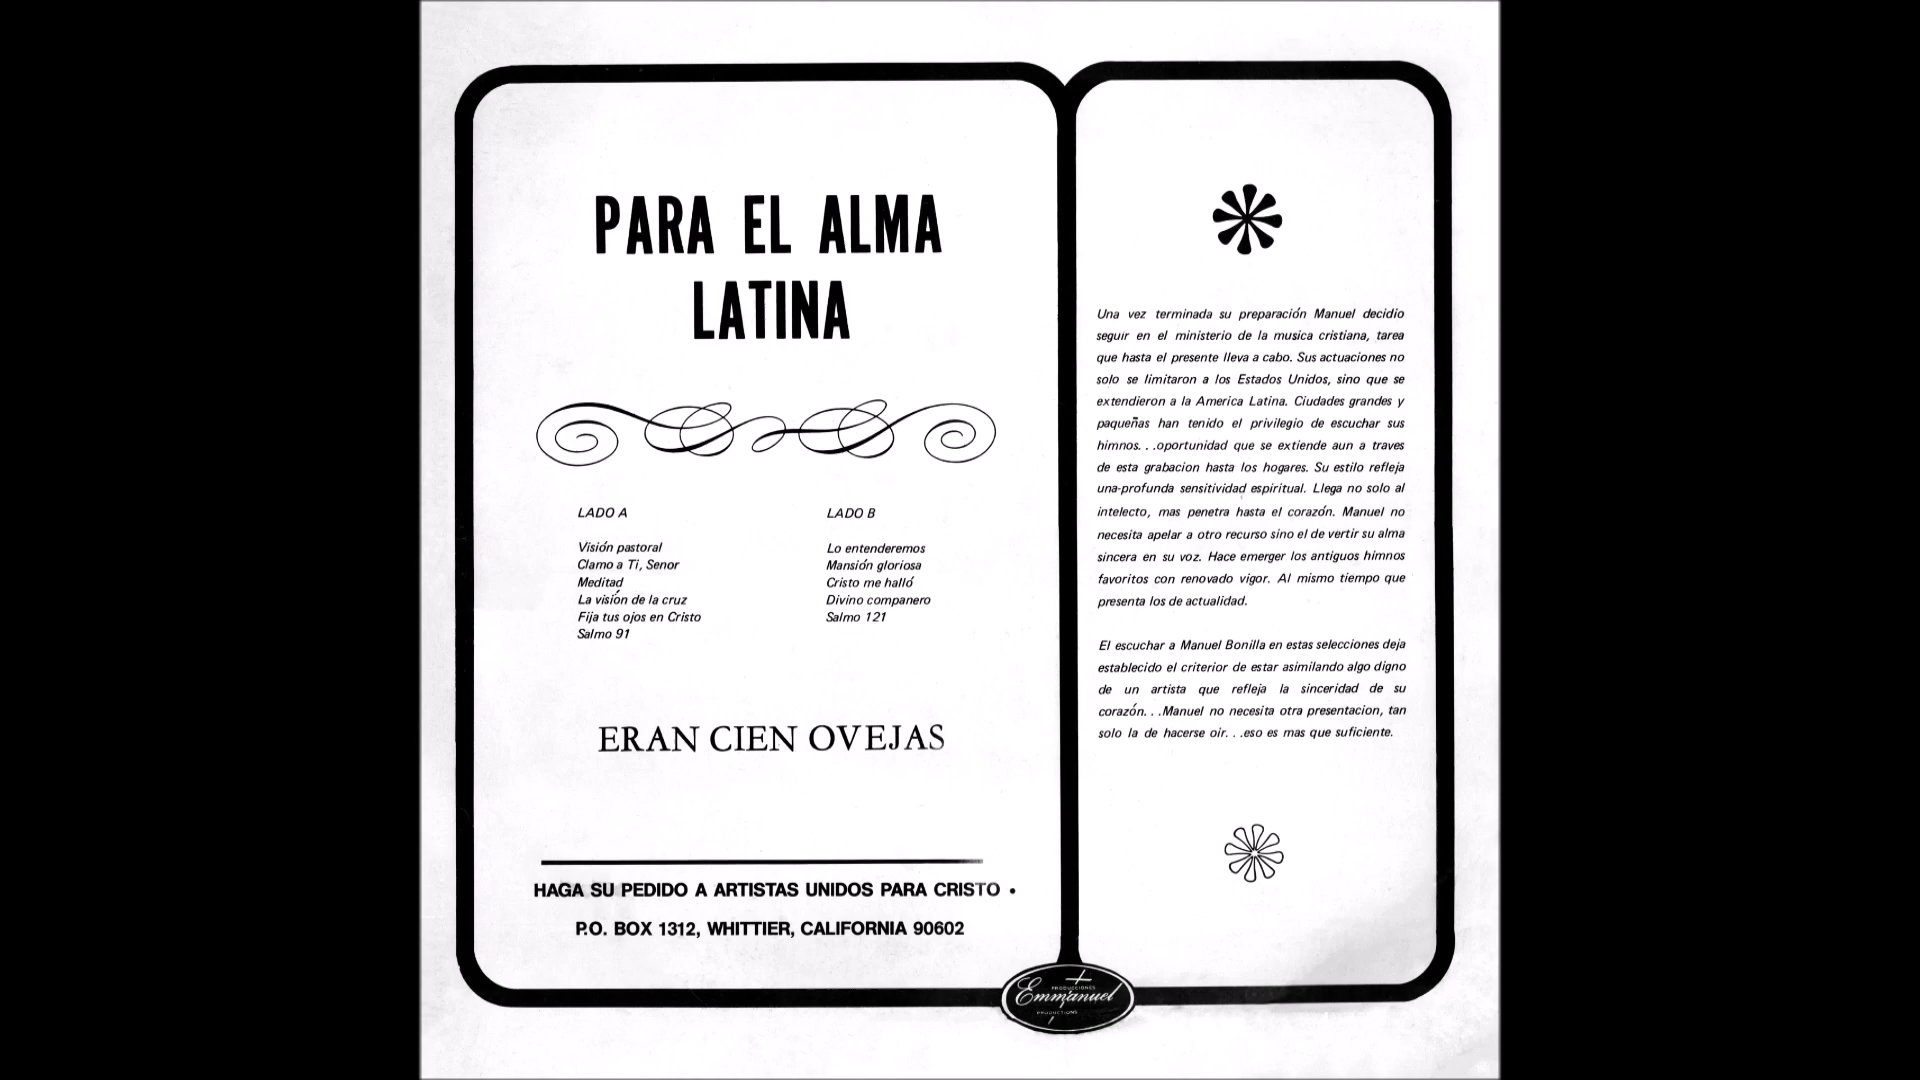 PARA EL ALMA
LATINA
LADO A
Visión pastoral
Clamo a Ti, Senor
Meditad
La visión de la cruz
Fija tus ojos en Cristo
Salmo 91
LADO B
Lo entenderemos
Mansión gloriosa
Cristo me halló
Divino companero
Salmo 121
ERAN CIEN OVEJAS
HAGA SU PEDIDO A ARTISTAS UNIDOS PARA CRISTO •
P.O. BOX 1312, WHITTIER, CALIFORNIA 90602
Una vez terminada su preparación Manuel decidio
seguir en el ministerio de la musica cristiana, tarea
que hasta el presente lleva a cabo. Sus actuaciones no
solo se limitaron a los Estados Unidos, sino que se
extendieron a la America Latina. Ciudades grandes y
paqueñas han tenido el privilegio de escuchar sus
himnos. . .oportunidad que se extiende aun a traves
de esta grabacion hasta los hogares. Su estilo refleja
una-profunda sensitividad espiritual. Llega no solo al
intelecto, mas penetra hasta el corazón. Manuel no
necesita apelar a otro recurso sino el de vertir su alma
sincera en su voz. Hace emerger los antiguos himnos
favoritos con renovado vigor. Al mismo tiempo que
presenta los de actualidad.
El escuchar a Manuel Bonilla en estas selecciones deja
establecido el criterior de estar asimilando algo digno
de un artista que refleja la sinceridad de su
corazón. . .Manuel no necesita otra presentacion, tan
solo la de hacerse oir. . .eso es mas que suficiente.
PRODUCCIONES
Emmanuel
PRODUCTIONS